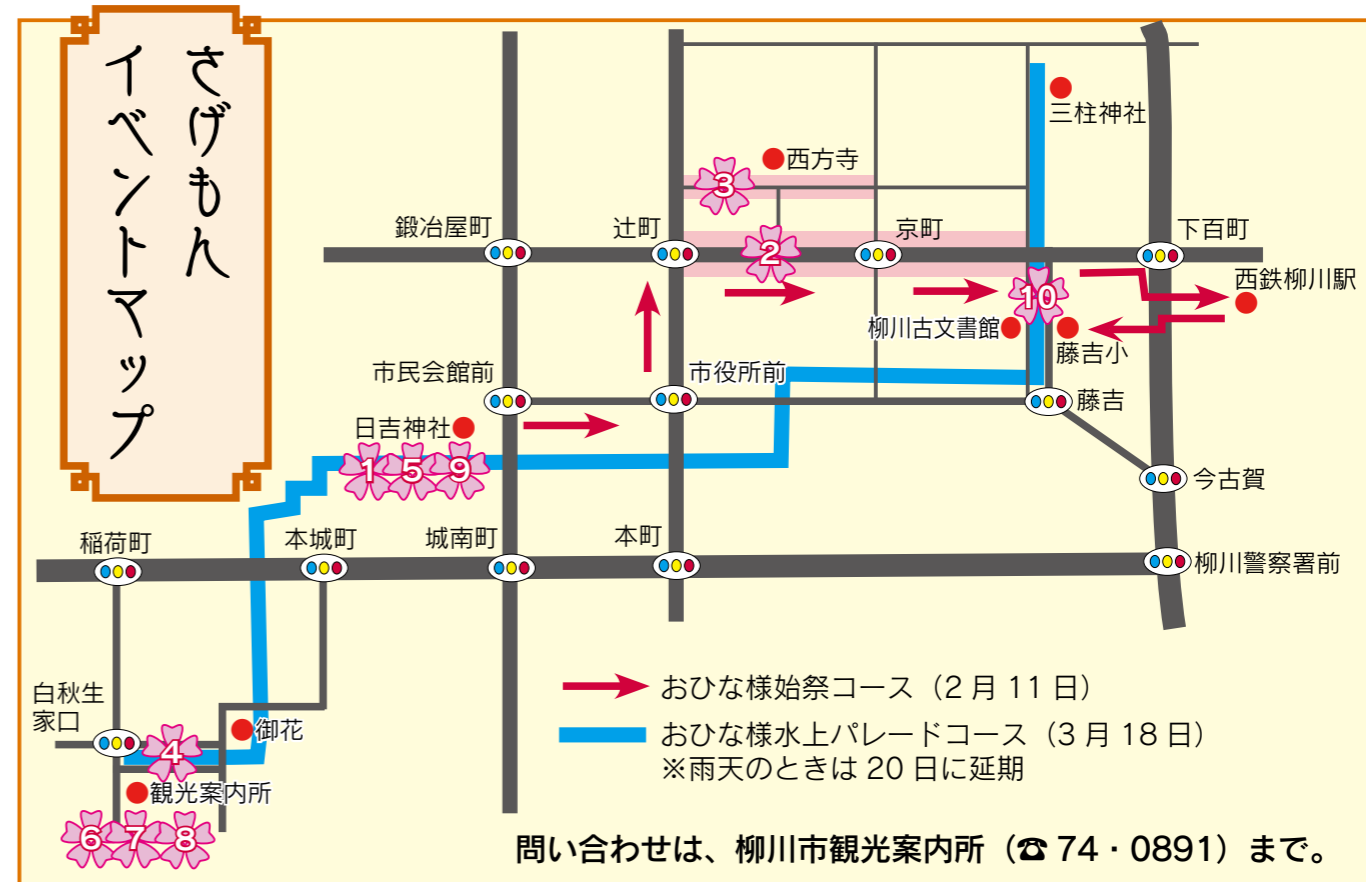 さげもん
イベントマップ
三柱神社
西方寺
3
鍛冶屋町
辻町
2
京町
下百町
西鉄柳川駅
10
柳川古文書館
藤吉小
市民会館前
市役所前
藤吉
日吉神社
1
5
9
今古賀
稲荷町
本城町
城南町
本町
柳川警察署前
白秋生
家口
御花
4
観光案内所
6
7
8
おひな様始祭コース（2 月 11 日）
おひな様水上パレードコース（3 月 18 日）
※雨天のときは 20 日に延期
問い合わせは、柳川市観光案内所（☎ 74・0891）まで。